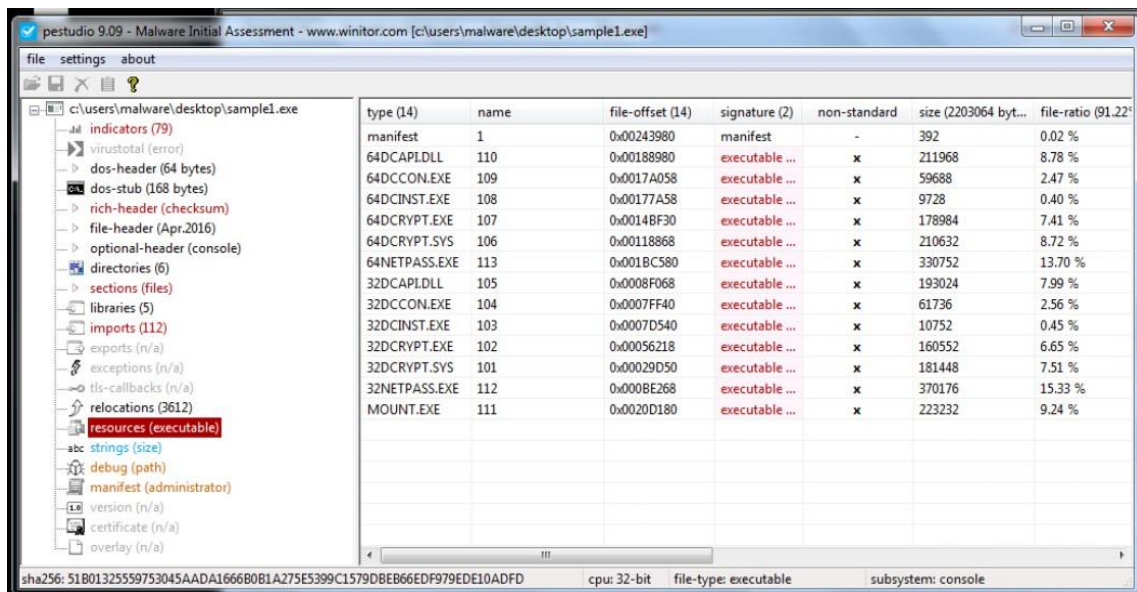 pestudio 9.09 - Malware Initial Assessment - www.winitor.com [c:\users\malware\desktop\sample1.exe]
file settings about
c:\users\malware\desktop\sample1.exe
indicators (79)
virustotal (error)
dos-header (64 bytes)
dos-stub (168 bytes)
rich-header (checksum)
file-header (Apr.2016)
optional-header (console)
directories (6)
sections (files)
libraries (5)
imports (112)
exports (n/a)
exceptions (n/a)
tls-callbacks (n/a)
relocations (3612)
resources (executable)
abc strings (size)
debug (path)
manifest (administrator)
1.0 version (n/a)
certificate (n/a)
overlay (n/a)
type (14) name file-offset (14) signature (2) non-standard size (2203064 byt... file-ratio (91.22%
manifest 1 0x00243980 manifest - 392 0.02 %
64DCAPI.DLL 110 0x00188980 executable ... x 211968 8.78 %
64DCCON.EXE 109 0x0017A058 executable ... x 59688 2.47 %
64DCINST.EXE 108 0x00177A58 executable ... x 9728 0.40 %
64DCRYPT.EXE 107 0x0014BF30 executable ... x 178984 7.41 %
64DCRYPT.SYS 106 0x00118868 executable ... x 210632 8.72 %
64NETPASS.EXE 113 0x001BC580 executable ... x 330752 13.70 %
32DCAPI.DLL 105 0x0008F068 executable ... x 193024 7.99 %
32DCCON.EXE 104 0x0007FF40 executable ... x 61736 2.56 %
32DCINST.EXE 103 0x0007D540 executable ... x 10752 0.45 %
32DCRYPT.EXE 102 0x00056218 executable ... x 160552 6.65 %
32DCRYPT.SYS 101 0x00029D50 executable ... x 181448 7.51 %
32NETPASS.EXE 112 0x000BE268 executable ... x 370176 15.33 %
MOUNT.EXE 111 0x0020D180 executable ... x 223232 9.24 %
sha256: 51B01325559753045AADA1666B0B1A275E5399C1579DBEB66EDF979EDE10ADFD cpu: 32-bit file-type: executable subsystem: console